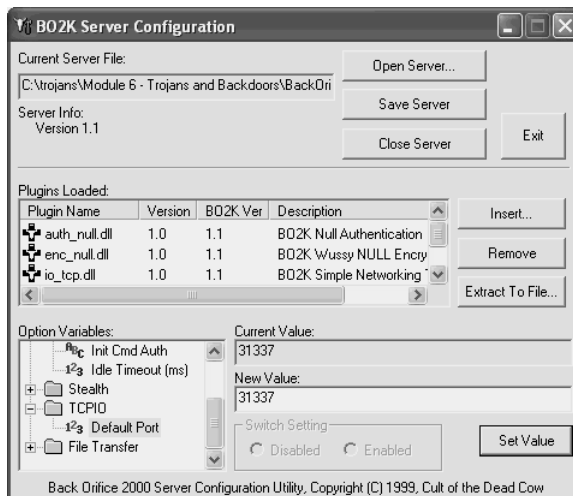 BO2K Server Configuration
Current Server File:
C:\trojans\Module 6 - Trojans and Backdoors\BackOri
Server Info:
Version 1.1
Open Server...
Save Server
Close Server
Exit
Plugins Loaded:
Plugin Name Version BO2K Ver Description
auth_null.dll 1.0 1.1 BO2K Null Authentication
enc_null.dll 1.0 1.1 BO2K Wussy NULL Encry
io_tcp.dll 1.0 1.1 BO2K Simple Networking T
Insert...
Remove
Extract To File...
Option Variables:
ABC Init Cmd Auth
123 Idle Timeout (ms)
Stealth
TCPIO
123 Default Port
File Transfer
Current Value:
31337
New Value:
31337
Switch Setting
Disabled Enabled
Set Value
Back Orifice 2000 Server Configuration Utility, Copyright (C) 1999, Cult of the Dead Cow